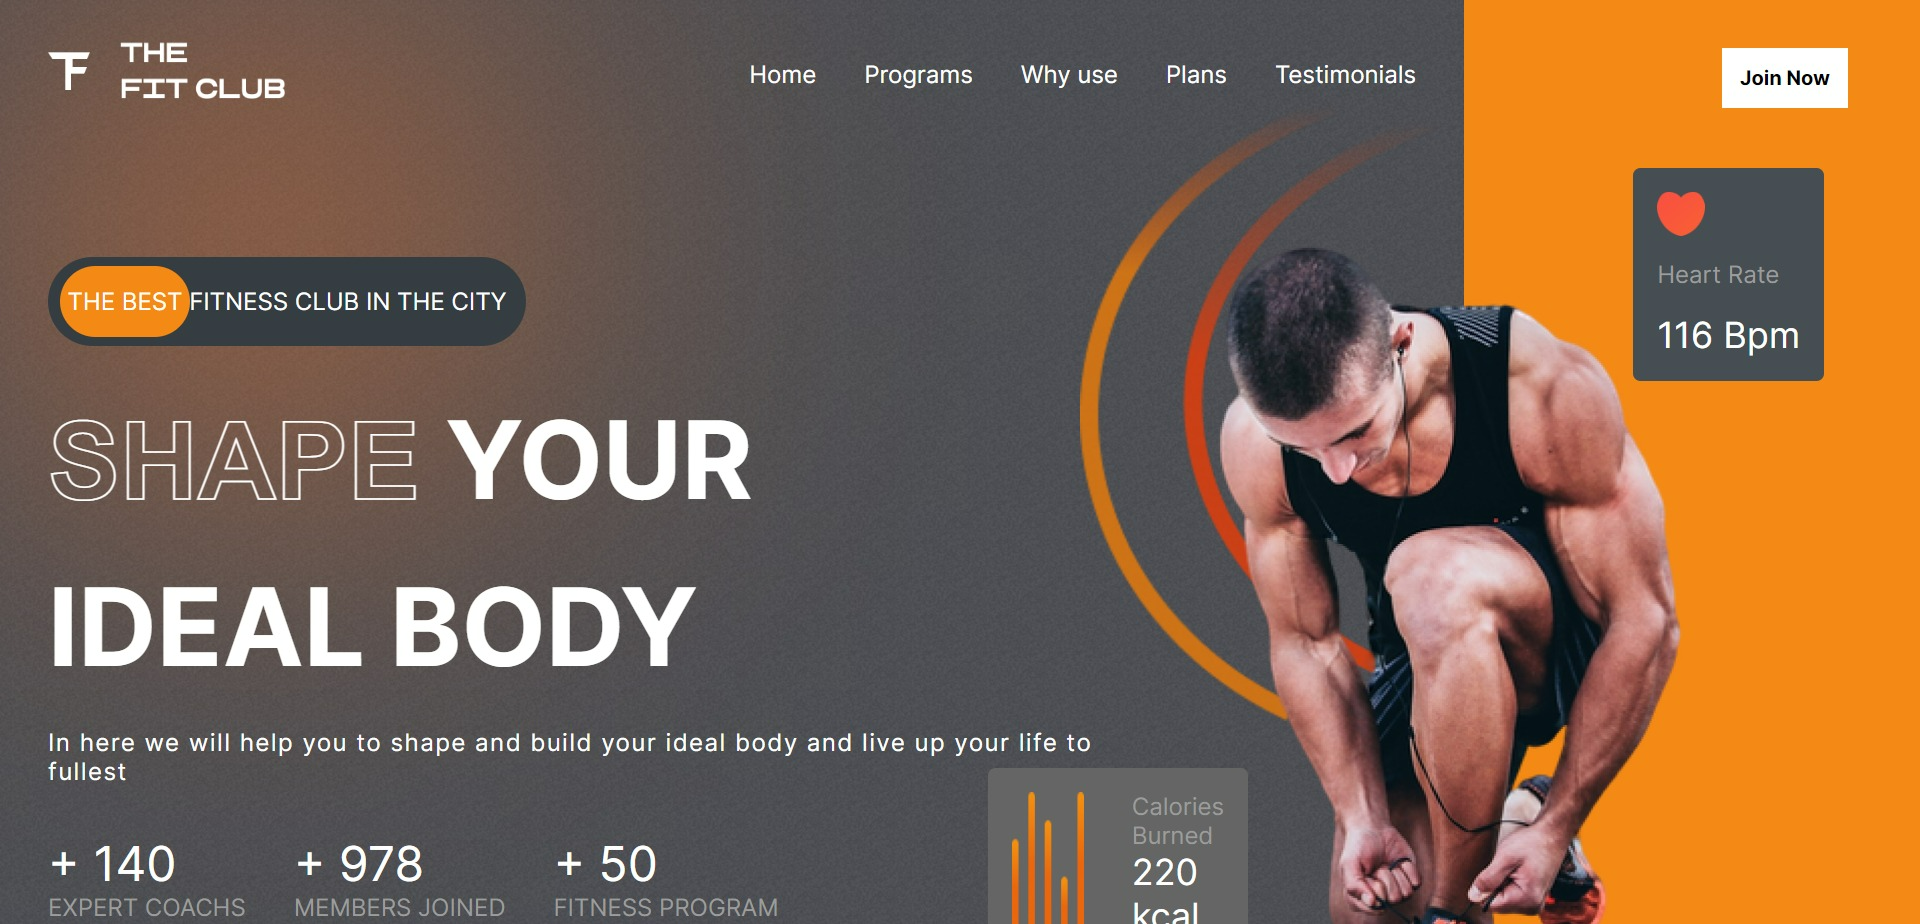 THE
FIT CLUB
Home Programs Why use Plans Testimonials
Join Now
Heart Rate
116 Bpm
THE BEST FITNESS CLUB IN THE CITY
SHAPE YOUR
IDEAL BODY
In here we will help you to shape and build your ideal body and live up your life to
fullest
+ 140
EXPERT COACHS
+ 978
MEMBERS JOINED
+ 50
FITNESS PROGRAM
Calories
Burned
220
kcal